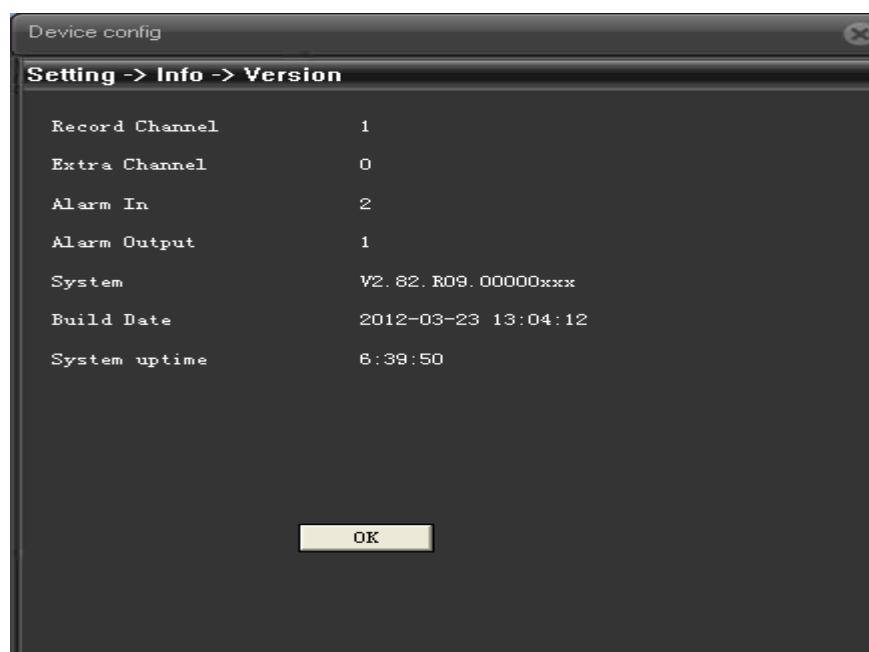 Device config
Setting -> Info -> Version
Record Channel 1
Extra Channel 0
Alarm In 2
Alarm Output 1
System V2.82.R09.00000xxx
Build Date 2012-03-23 13:04:12
System uptime 6:39:50
OK